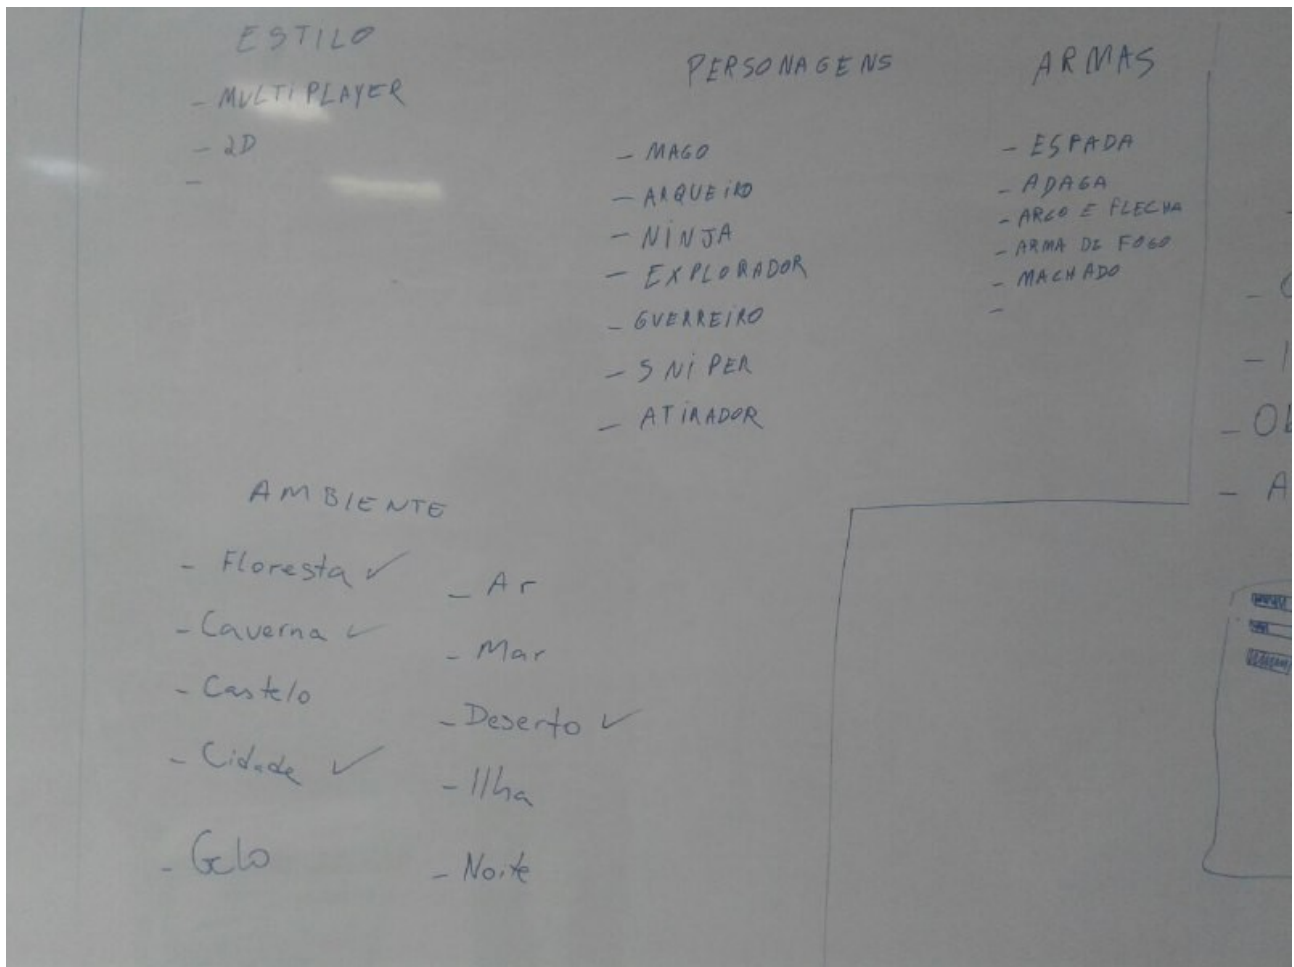 ESTILO
- MULTIPLAYER
- 2D
-
PERSONAGENS
- MAGO
- ARQUEIRO
- NINJA
- EXPLORADOR
- GUERREIRO
- SNIPER
- ATIRADOR
ARMAS
- ESPADA
- ADAGA
- ARCO E FLECHA
- ARMA DE FOGO
- MACHADO
-
AMBIENTE
- Floresta ✓
- Caverna ✓
- Castelo
- Cidade ✓
- Gelo
- Ar
- Mar
- Deserto ✓
- Ilha
- Noite